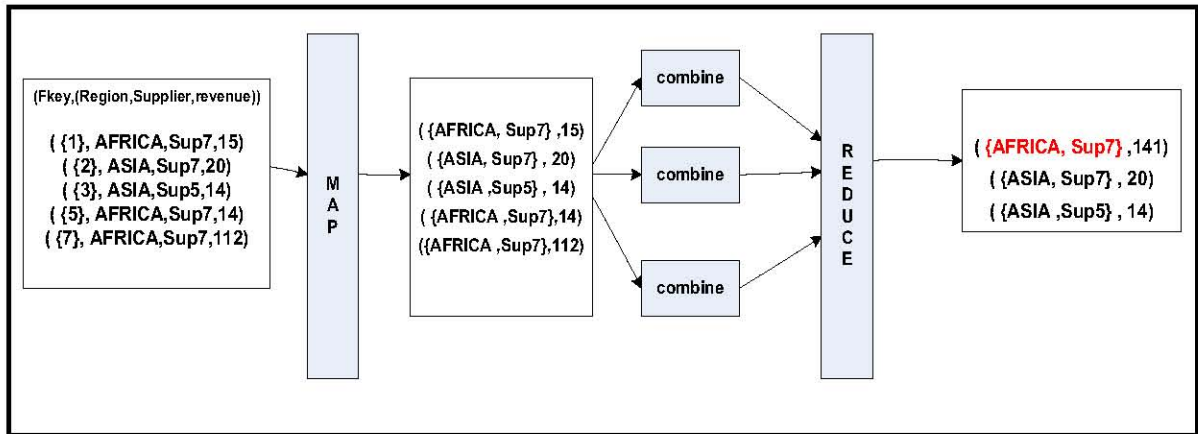 (Fkey,(Region,Supplier,revenue))
( {1}, AFRICA,Sup7,15)
( {2}, ASIA,Sup7,20)
( {3}, ASIA,Sup5,14)
( {5}, AFRICA,Sup7,14)
( {7}, AFRICA,Sup7,112)
MAP
( {AFRICA, Sup7} ,15)
( {ASIA, Sup7} , 20)
( {ASIA ,Sup5} , 14)
( {AFRICA ,Sup7},14)
({AFRICA ,Sup7},112)
combine
combine
combine
REDUCE
( {AFRICA, Sup7} ,141)
( {ASIA, Sup7} , 20)
( {ASIA ,Sup5} , 14)